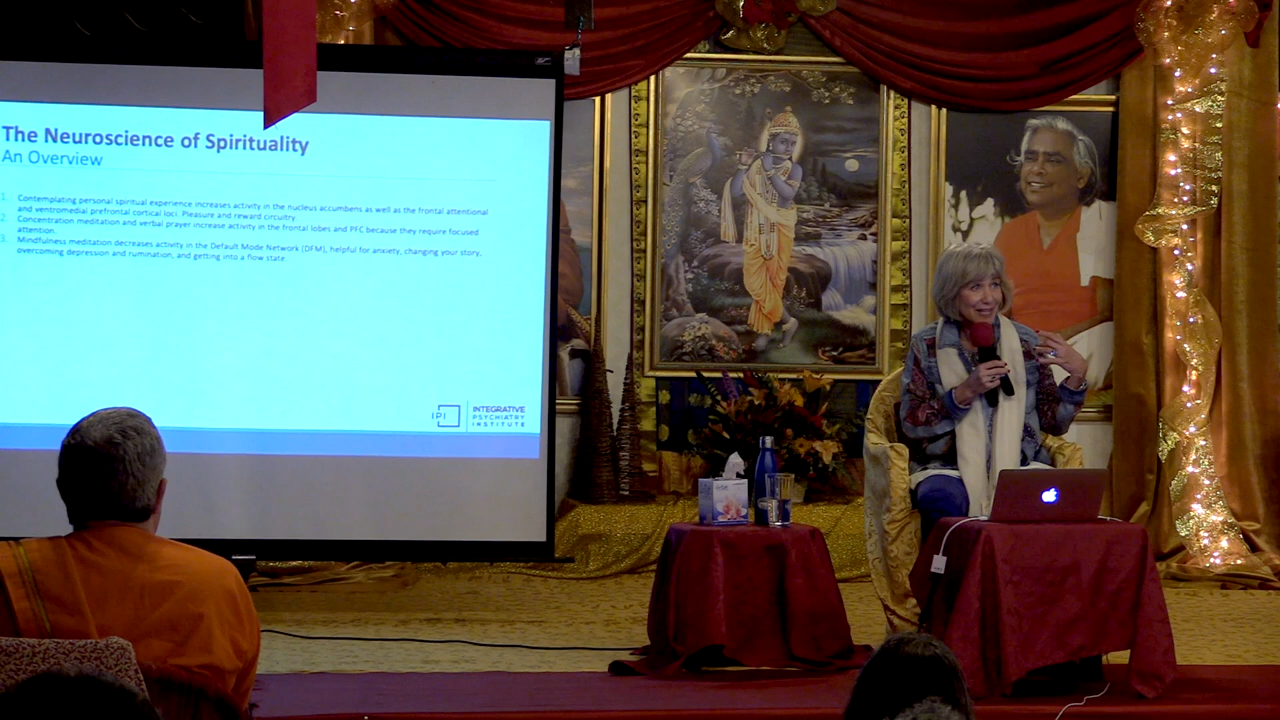 The Neuroscience of Spirituality
An Overview
1. Contemplating personal spiritual experience increases activity in the nucleus accumbens as well as the frontal attentional
and ventromedial prefrontal cortical loci. Pleasure and reward circuitry.
2. Concentration meditation and verbal prayer increase activity in the frontal lobes and PFC because they require focused
attention.
3. Mindfulness meditation decreases activity in the Default Mode Network (DFM), helpful for anxiety, changing your story,
overcoming depression and rumination, and getting into a flow state.
IPI
INTEGRATIVE
PSYCHIATRY
INSTITUTE